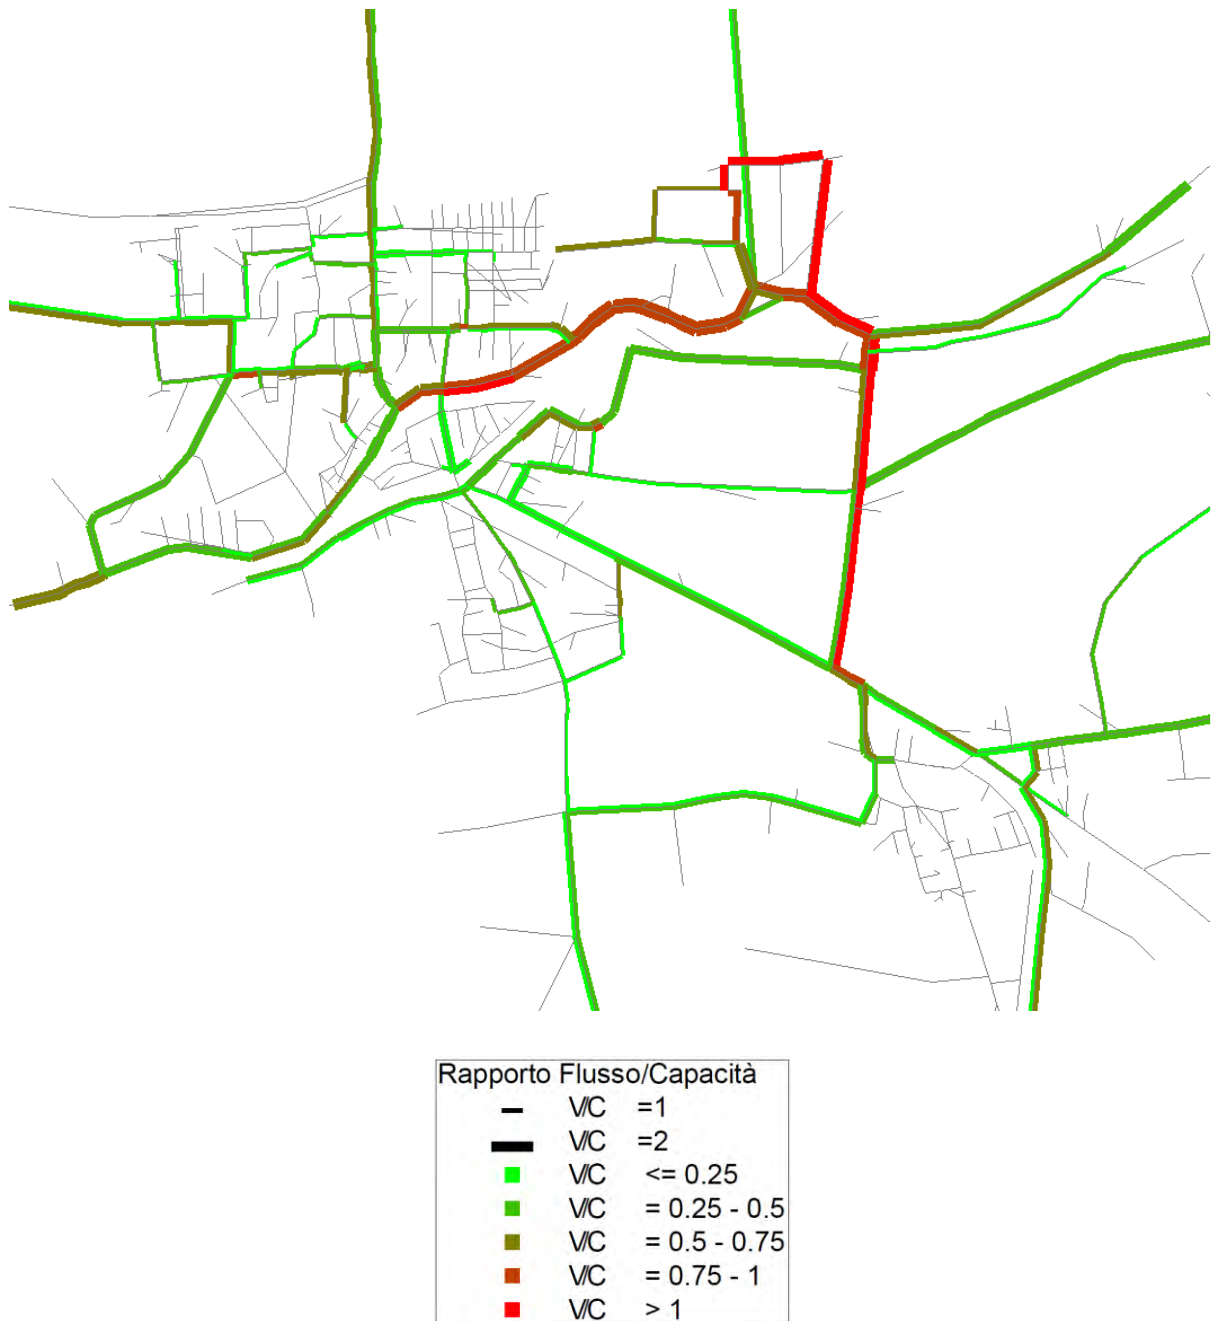 Rapporto Flusso/Capacità
V/C =1
V/C =2
V/C <= 0.25
V/C = 0.25 - 0.5
V/C = 0.5 - 0.75
V/C = 0.75 - 1
V/C > 1